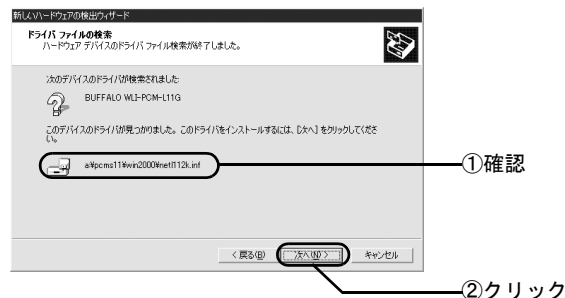 新しいハードウェアの検出ウィザード
ドライバ ファイルの検索
ハードウェア デバイスのドライバ ファイル検索が終了しました。
次のデバイスのドライバが検索されました:
BUFFALO WLI-PCM-L11G
このデバイスのドライバが見つかりました。このドライバをインストールするには、[次へ] をクリックしてくださ
い。
a:¥pcms11¥win2000¥netl112k.inf
①確認
< 戻る(B)
次へ(N) >
キャンセル
②クリック